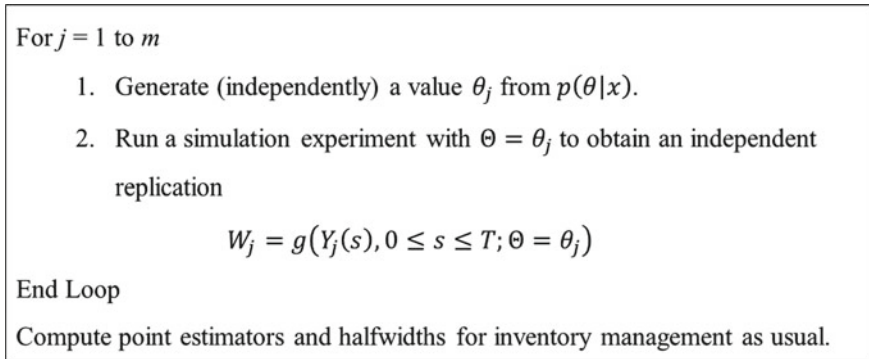 For j = 1 to m
1. Generate (independently) a value θj from p(θ|x).
2. Run a simulation experiment with Θ = θj to obtain an independent
replication
Wj = g(Yj(s), 0 ≤ s ≤ T; Θ = θj)
End Loop
Compute point estimators and halfwidths for inventory management as usual.